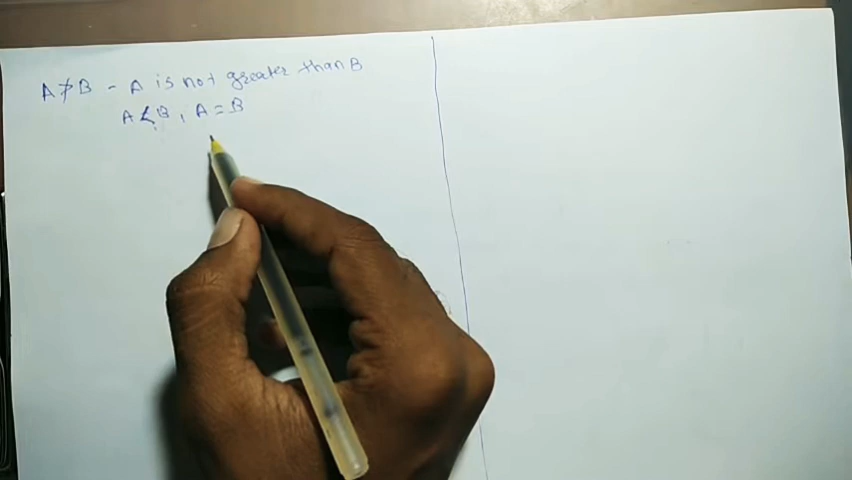 A ≯ B - A is not greater than B
A < B, A = B